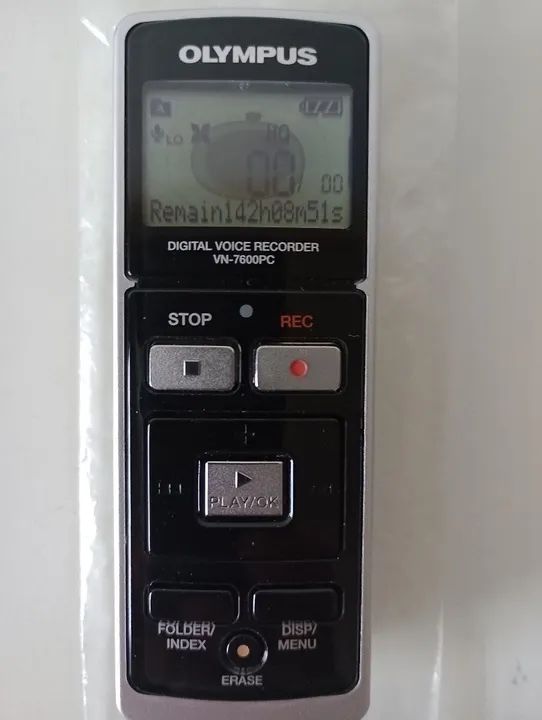 OLYMPUS
A
LO HQ
00/ 00
Remain142h08m51s
DIGITAL VOICE RECORDER
VN-7600PC
STOP REC
+
PLAY/OK
FOLDER/ DISP/
INDEX MENU
ERASE